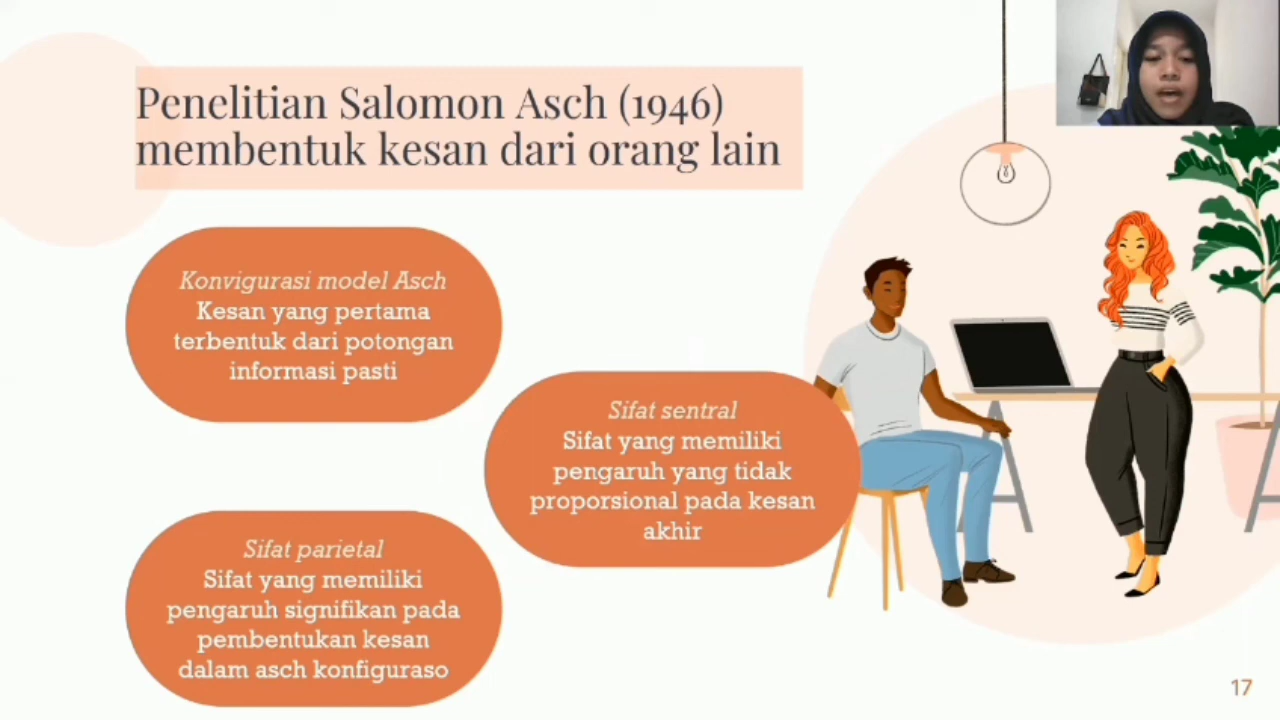 Penelitian Salomon Asch (1946)
membentuk kesan dari orang lain
Konvigurasi model Asch
Kesan yang pertama
terbentuk dari potongan
informasi pasti
Sifat sentral
Sifat yang memiliki
pengaruh yang tidak
proporsional pada kesan
akhir
Sifat parietal
Sifat yang memiliki
pengaruh signifikan pada
pembentukan kesan
dalam asch konfiguraso
17